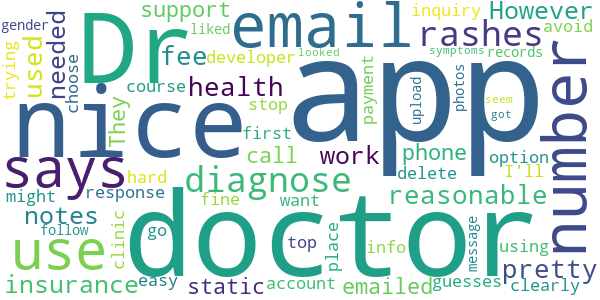 gender
support
liked
email
inquiry
However
trying
used
needed
choose
Dr
fee
developer
rashes
avoid
nice
They
health
looked
symptoms
records
app
payment
upload
photos
seem
got
number
course
stop
first
says
call
work
phone
option
I'll
hard
diagnose
delete
might
response
fine
want
reasonable
notes
clinic
use
doctor
follow
go
top
place
info
message
using
pretty
easy
insurance
static
account
emailed
guesses
clearly